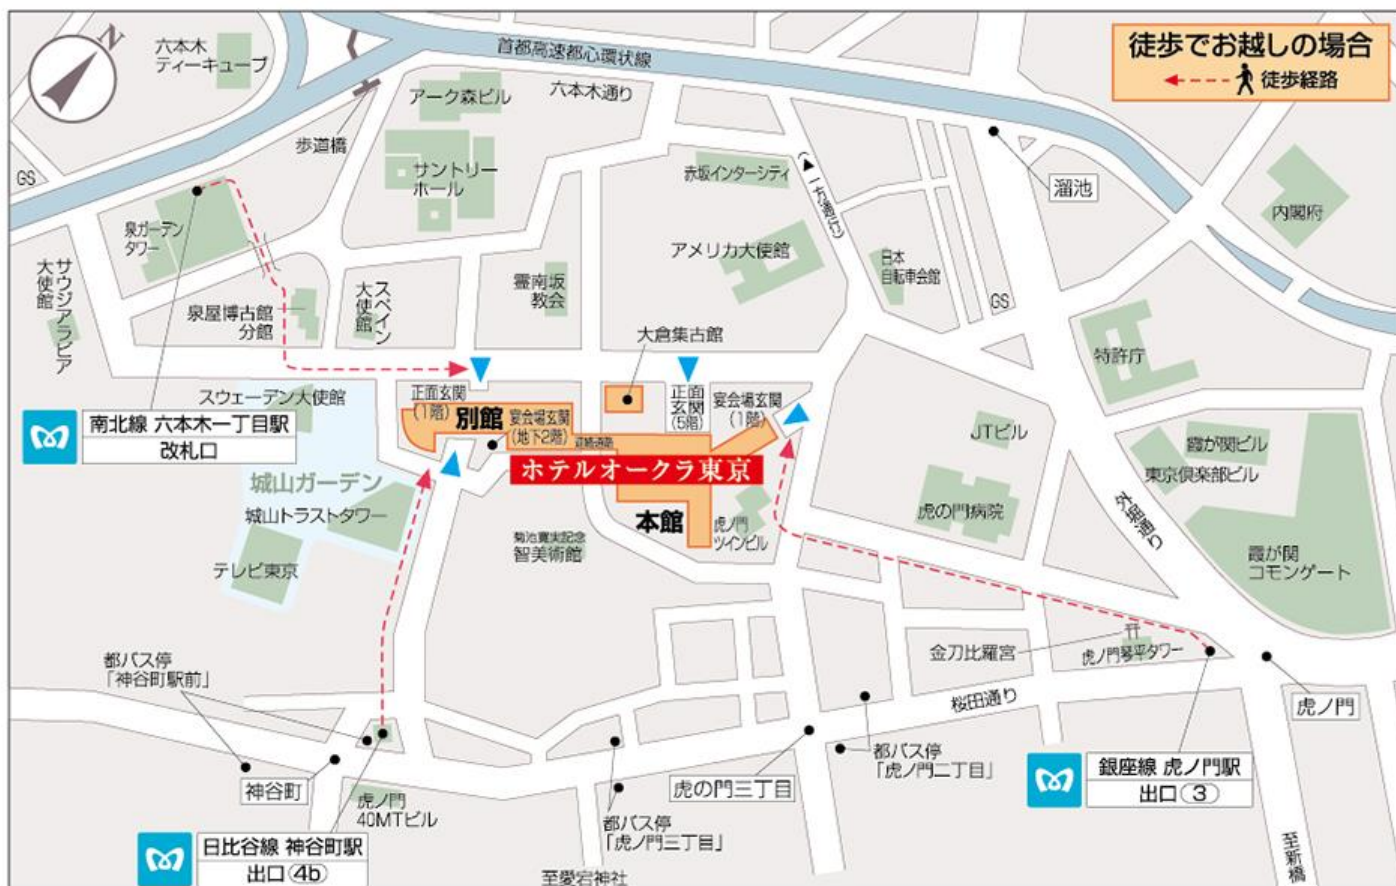 徒歩でお越しの場合
徒歩経路
N
六本木
ティーキューブ
首都高速都心環状線
六本木通り
アーク森ビル
歩道橋
サントリー
ホール
赤坂インターシティ
溜池
内閣府
GS
泉ガーデン
タワー
アメリカ大使館
日本
自転車会館
サウジアラビア
大使館
泉屋博古館
分館
スペイン
大使館
霊南坂
教会
大倉集古館
GS
特許庁
スウェーデン大使館
正面玄関
(1階)
別館
宴会場玄関
(地下2階)
連絡通路
正面
玄関
(5階)
宴会場玄関
(1階)
JTビル
霞が関ビル
東京倶楽部ビル
南北線 六本木一丁目駅
改札口
ホテルオークラ東京
城山ガーデン
城山トラストタワー
本館
虎ノ門
ツインビル
虎の門病院
外堀通り
菊池寛実記念
智美術館
テレビ東京
霞が関
コモンゲート
都バス停
「神谷町駅前」
金刀比羅宮
虎ノ門琴平タワー
桜田通り
虎ノ門
神谷町
虎ノ門
40MTビル
虎の門三丁目
都バス停
「虎ノ門二丁目」
銀座線 虎ノ門駅
出口③
都バス停
「虎ノ門三丁目」
日比谷線 神谷町駅
出口4b
至愛宕神社
至新橋